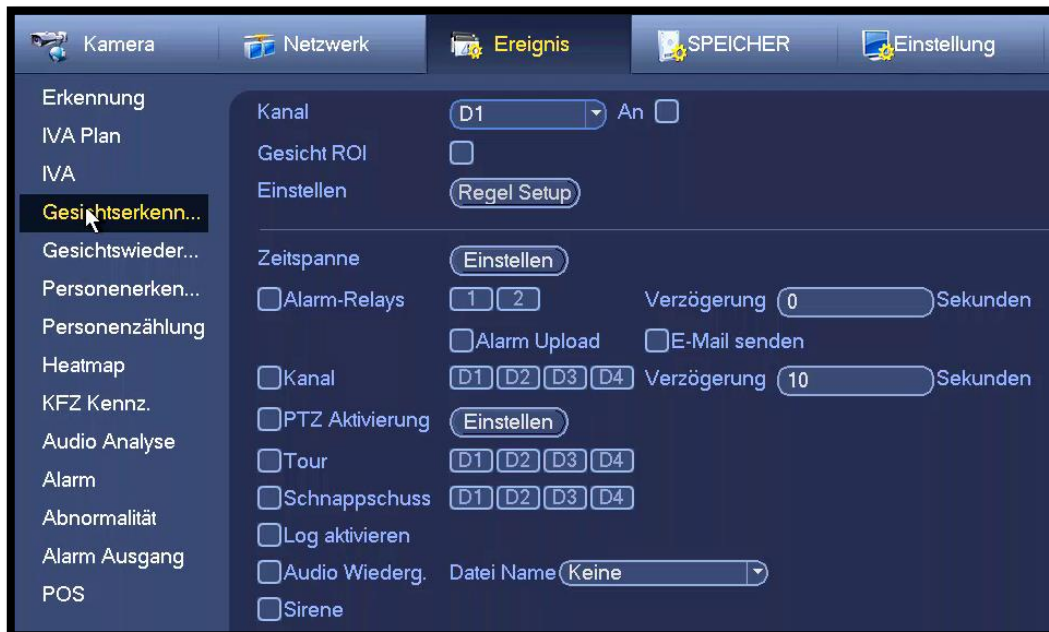 Kamera Netzwerk Ereignis SPEICHER Einstellung
Erkennung
IVA Plan
IVA
Gesichtserkenn...
Gesichtswieder...
Personenerken...
Personenzählung
Heatmap
KFZ Kennz.
Audio Analyse
Alarm
Abnormalität
Alarm Ausgang
POS
Kanal D1 An
Gesicht ROI
Einstellen Regel Setup
Zeitspanne Einstellen
Alarm-Relays 1 2 Verzögerung 0 Sekunden
Alarm Upload E-Mail senden
Kanal D1 D2 D3 D4 Verzögerung 10 Sekunden
PTZ Aktivierung Einstellen
Tour D1 D2 D3 D4
Schnappschuss D1 D2 D3 D4
Log aktivieren
Audio Wiederg. Datei Name Keine
Sirene